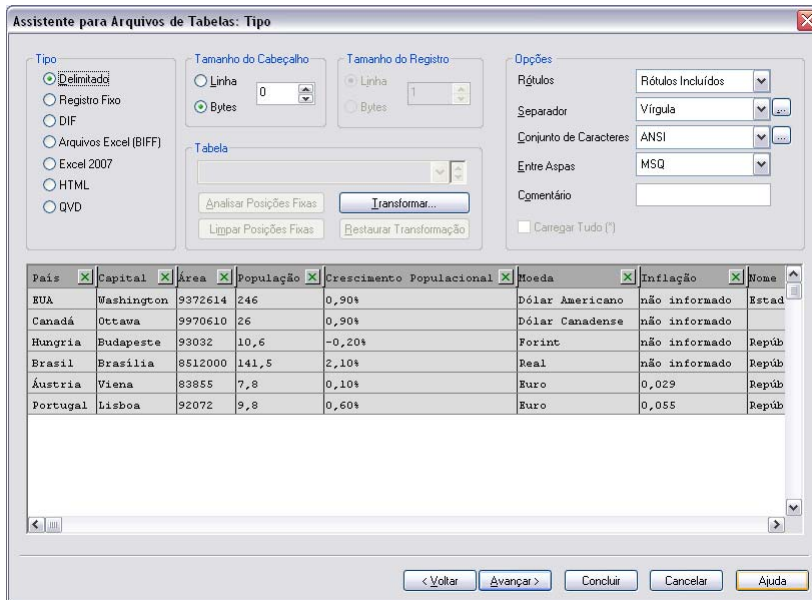 Assistente para Arquivos de Tabelas: Tipo
Tipo
Delimitado
Registro Fixo
DIF
Arquivos Excel (BIFF)
Excel 2007
HTML
QVD
Tamanho do Cabeçalho
Linha
Bytes
0
Tamanho do Registro
Linha
Bytes
1
Tabela
Analisar Posições Fixas
Transformar...
Limpar Posições Fixas
Restaurar Transformação
Opções
Rótulos
Rótulos Incluídos
Separador
Vírgula
...
Conjunto de Caracteres
ANSI
...
Entre Aspas
MSQ
Comentário
Carregar Tudo (*)
País Capital Área População Crescimento Populacional Moeda Inflação Nome
EUA Washington 9372614 246 0,90% Dólar Americano não informado Estad
Canadá Ottawa 9970610 26 0,90% Dólar Canadense não informado
Hungria Budapeste 93032 10,6 -0,20% Forint não informado Repúb
Brasil Brasília 8512000 141,5 2,10% Real não informado Repúb
Áustria Viena 83855 7,8 0,10% Euro 0,029 Repúb
Portugal Lisboa 92072 9,8 0,60% Euro 0,055 Repúb
< Voltar
Avançar >
Concluir
Cancelar
Ajuda